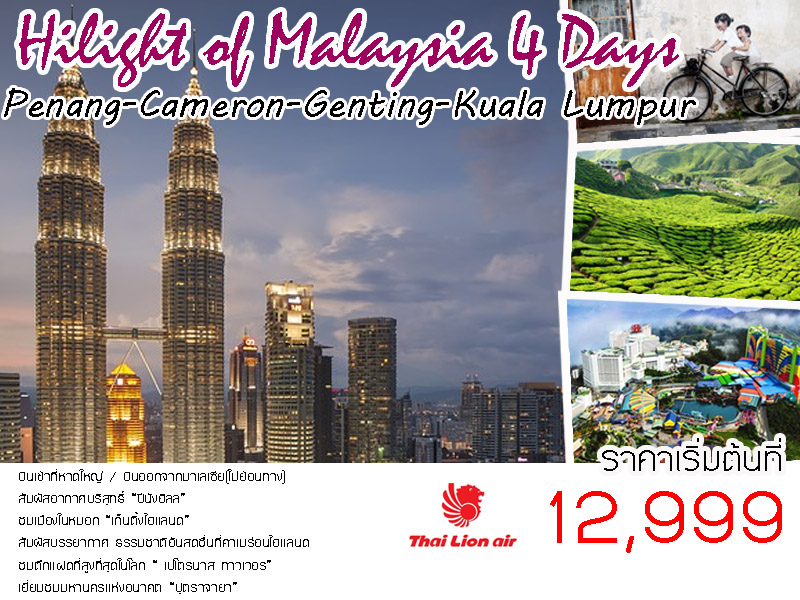 Hilight of Malaysia 4 Days
Penang-Cameron-Genting-Kuala Lumpur
ราคาเริ่มต้นที่
12,999
Thai Lion air
บินเข้าที่หาดใหญ่ / บินออกจากมาเลเซีย(ไม่ย้อนทาง)
สัมผัสอากาศบริสุทธิ์ "ปีนังฮิลล"
ชมเมืองในหมอก "เก็นติ้งไฮแลนด"
สัมผัสบรรยากาศ ธรรมชาติอันสดชื่นที่คาเมร่อนไฮแลนด
ชมตึกแฝดที่สูงที่สุดในโลก " เปโตรนาส ทาวเวอร"
เยี่ยมชมมหานครแห่งอนาคต "ปุตราจายา"